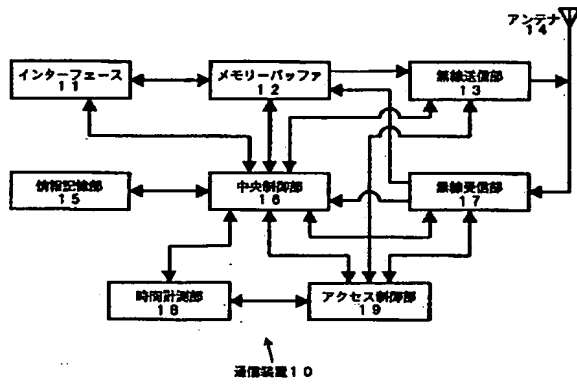 アンテナ
14
インターフェース
11
メモリーバッファ
12
無線送信部
13
情報記憶部
15
中央制御部
16
無線受信部
17
時間計測部
18
アクセス制御部
19
通信装置10